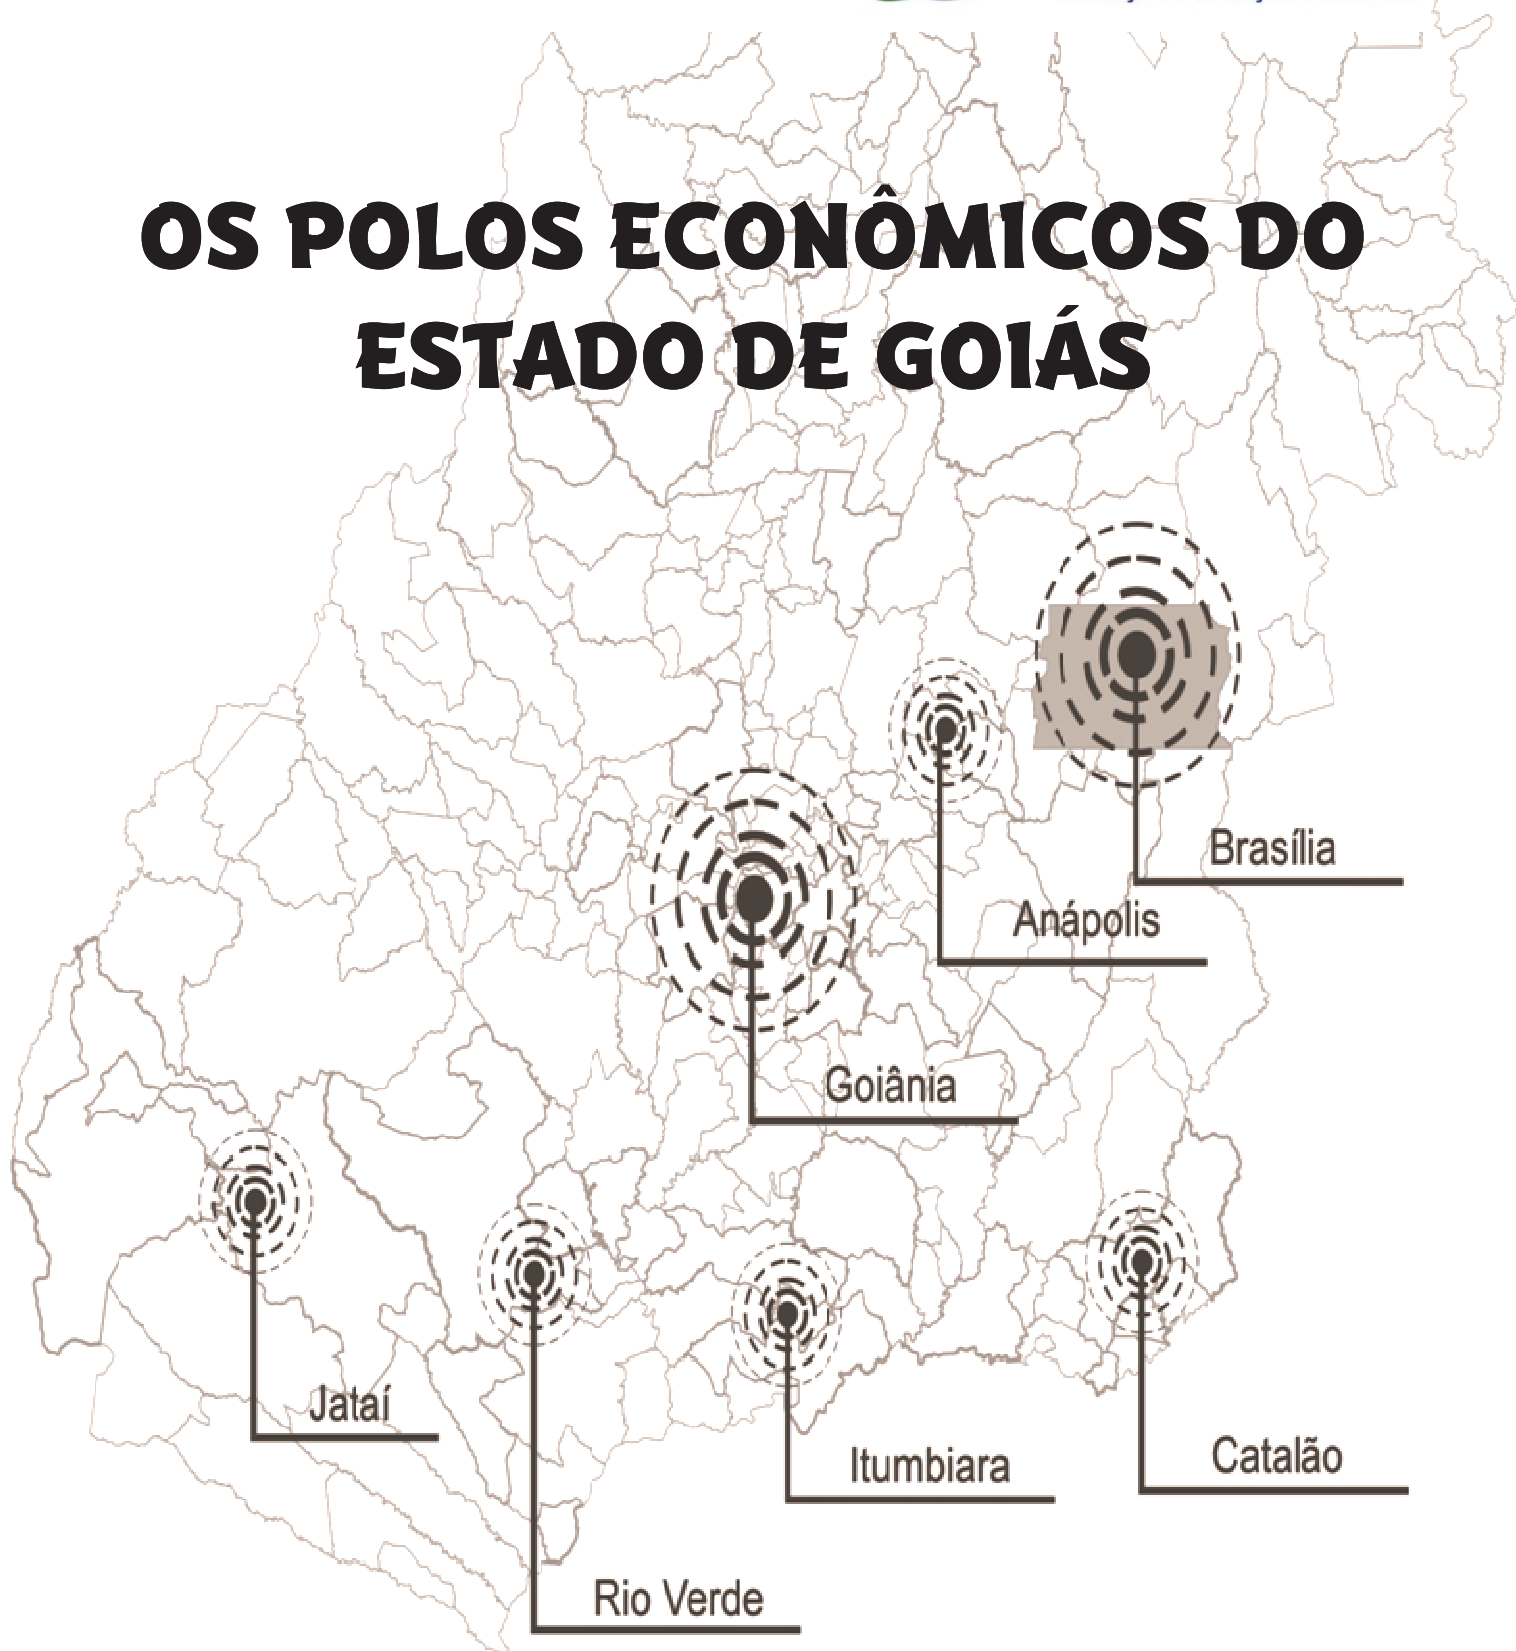 OS POLOS ECONÔMICOS DO
ESTADO DE GOIÁS
Brasília
Anápolis
Goiânia
Jataí
Itumbiara
Catalão
Rio Verde